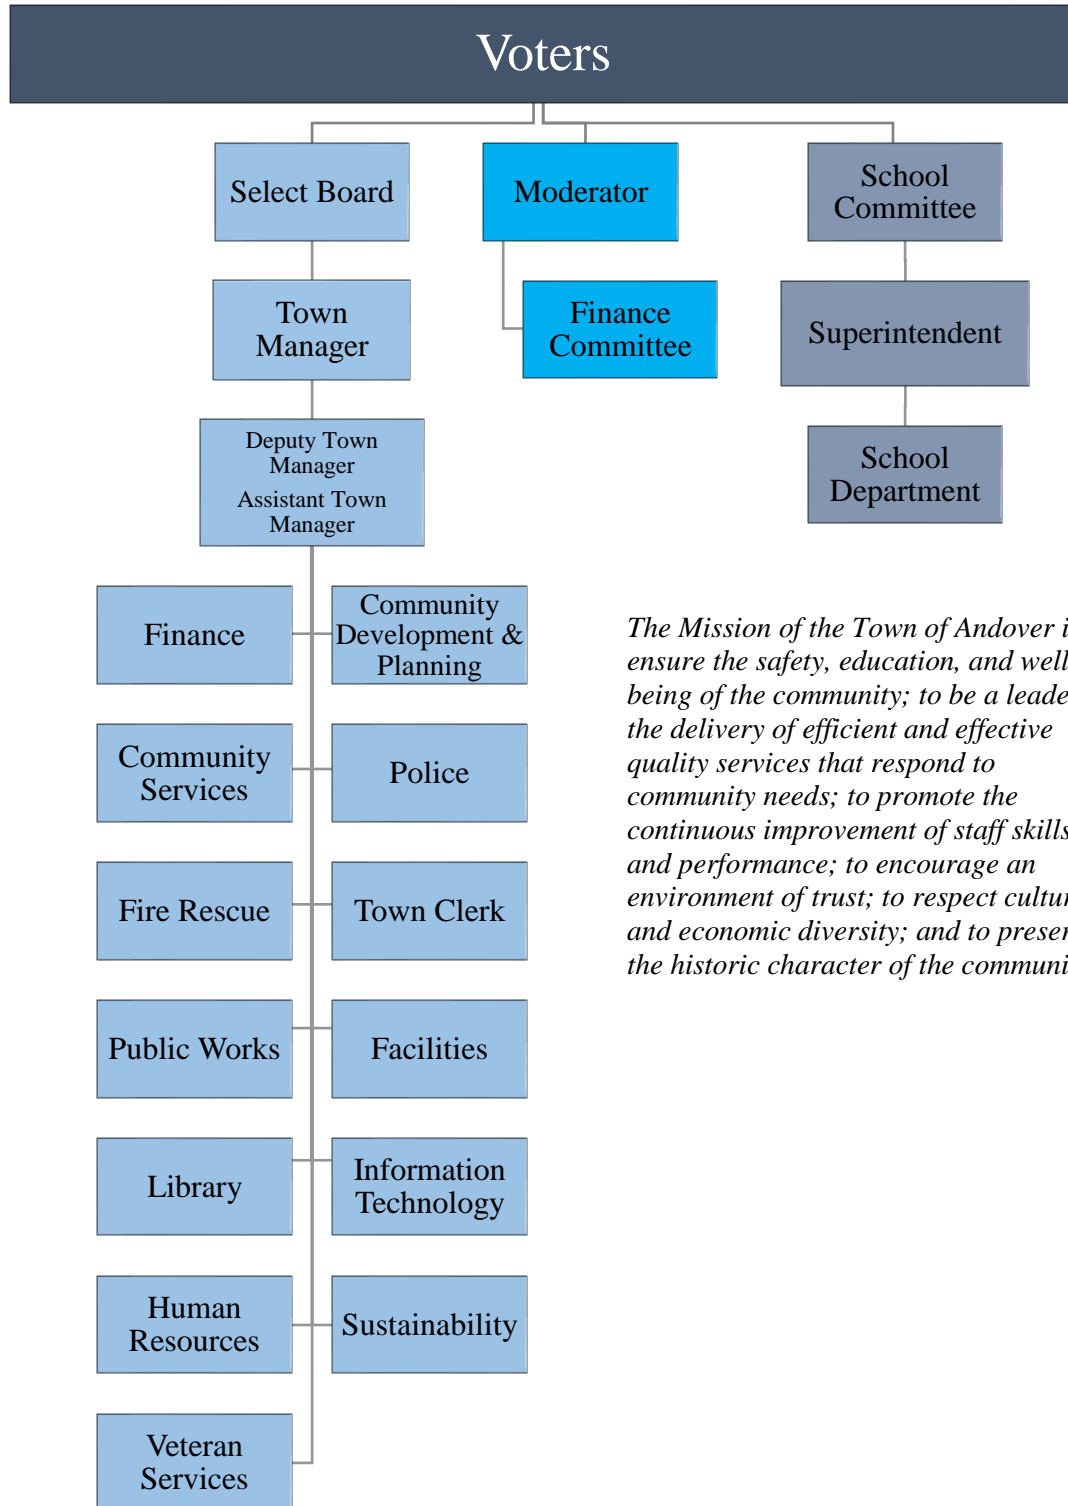 Voters
Select Board
Moderator
School
Committee
Town
Manager
Finance
Committee
Superintendent
Deputy Town
Manager
Assistant Town
Manager
School
Department
Finance
Community
Development &
Planning
Community
Services
Police
Fire Rescue
Town Clerk
Public Works
Facilities
Library
Information
Technology
Human
Resources
Sustainability
Veteran
Services
The Mission of the Town of Andover i
ensure the safety, education, and well
being of the community; to be a leade
the delivery of efficient and effective
quality services that respond to
community needs; to promote the
continuous improvement of staff skills
and performance; to encourage an
environment of trust; to respect cultur
and economic diversity; and to preser
the historic character of the communi